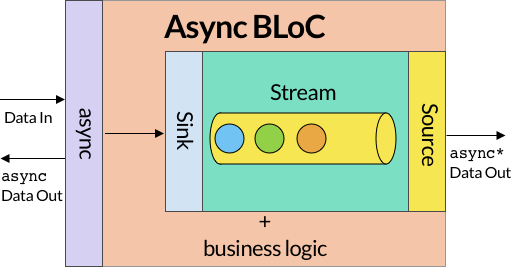 Async BLoC
Data In
async
Data Out
async
Sink
Stream
Source
async*
Data Out
+
business logic